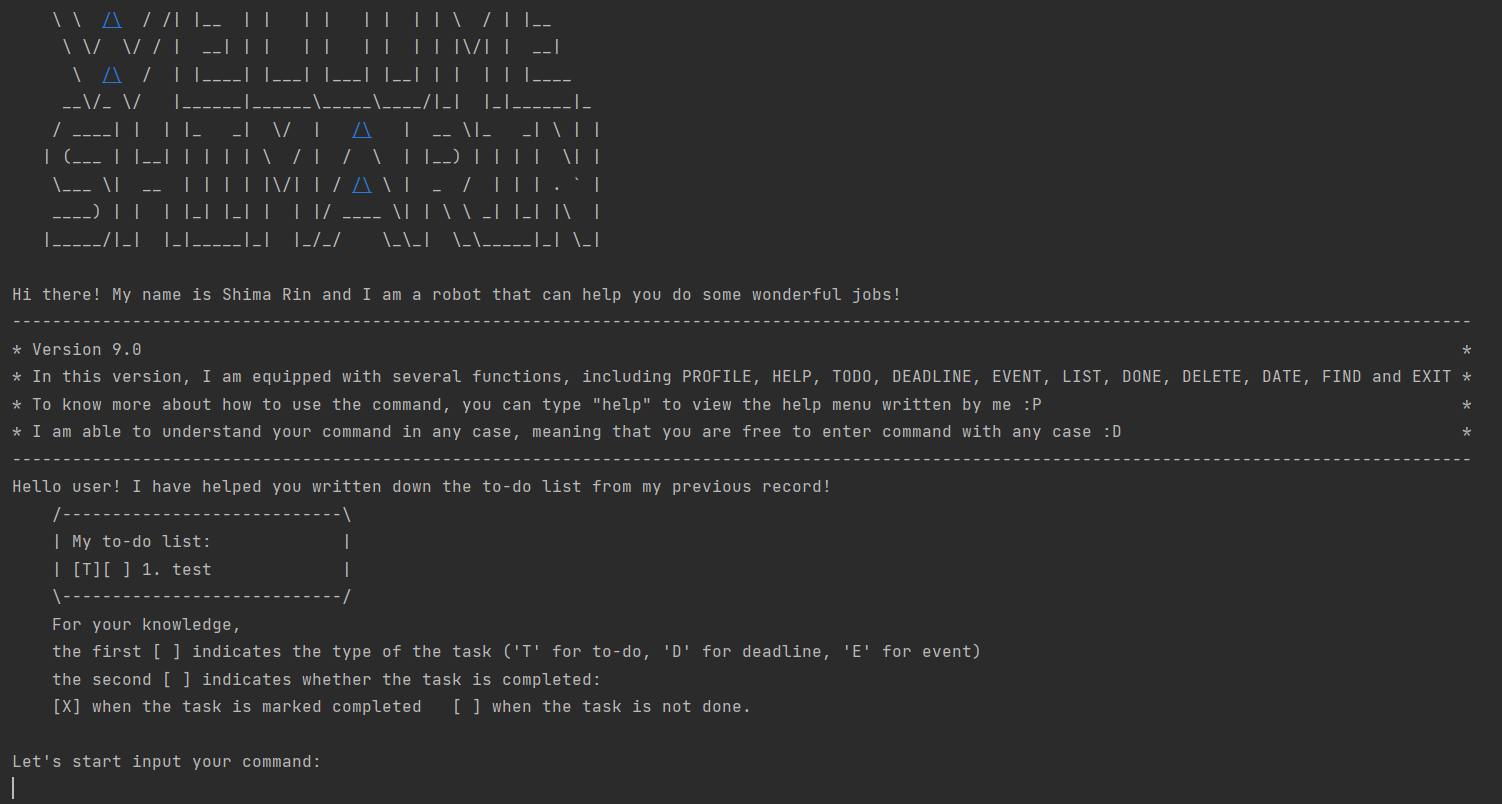 \ \  /\  / /| |__  | |  | |   | |  | | | \  / | |__
     \ \/  \/ / |  __| | |   | |   | |  | | | |\/| |  __|
      \  /\  /  | |____| |___| |___| |__| | |  | | |____
     __\/_ \/   |______|______\_____\____/|_|  |_|______|_
    / ____| |  | |_   _|  \/  |   /\   |  __ \|_   _| \ | |
   | (___ | |__| | | | | \  / |  /  \  | |__) | | | |  \| |
    \___ \|  __  | | | | |\/| | / /\ \ |  _  /  | | | . ` |
    ____) | |  | |_| |_| |  | |/ ____ \| | \ \ _| |_| |\  |
   |_____/|_|  |_|_____|_|  |_/_/    \_\_|  \_\_____|_| \_|
Hi there! My name is Shima Rin and I am a robot that can help you do some wonderful jobs!
--------------------------------------------------------------------------------------------------------------------------------------------------
* Version 9.0                                                                                                                                    *
* In this version, I am equipped with several functions, including PROFILE, HELP, TODO, DEADLINE, EVENT, LIST, DONE, DELETE, DATE, FIND and EXIT *
* To know more about how to use the command, you can type "help" to view the help menu written by me :P                                          *
* I am able to understand your command in any case, meaning that you are free to enter command with any case :D                                  *
--------------------------------------------------------------------------------------------------------------------------------------------------
Hello user! I have helped you written down the to-do list from my previous record!
    /----------------------------\
    | My to-do list:             |
    | [T][ ] 1. test             |
    \----------------------------/
    For your knowledge,
    the first [ ] indicates the type of the task ('T' for to-do, 'D' for deadline, 'E' for event)
    the second [ ] indicates whether the task is completed:
    [X] when the task is marked completed   [ ] when the task is not done.
Let's start input your command: